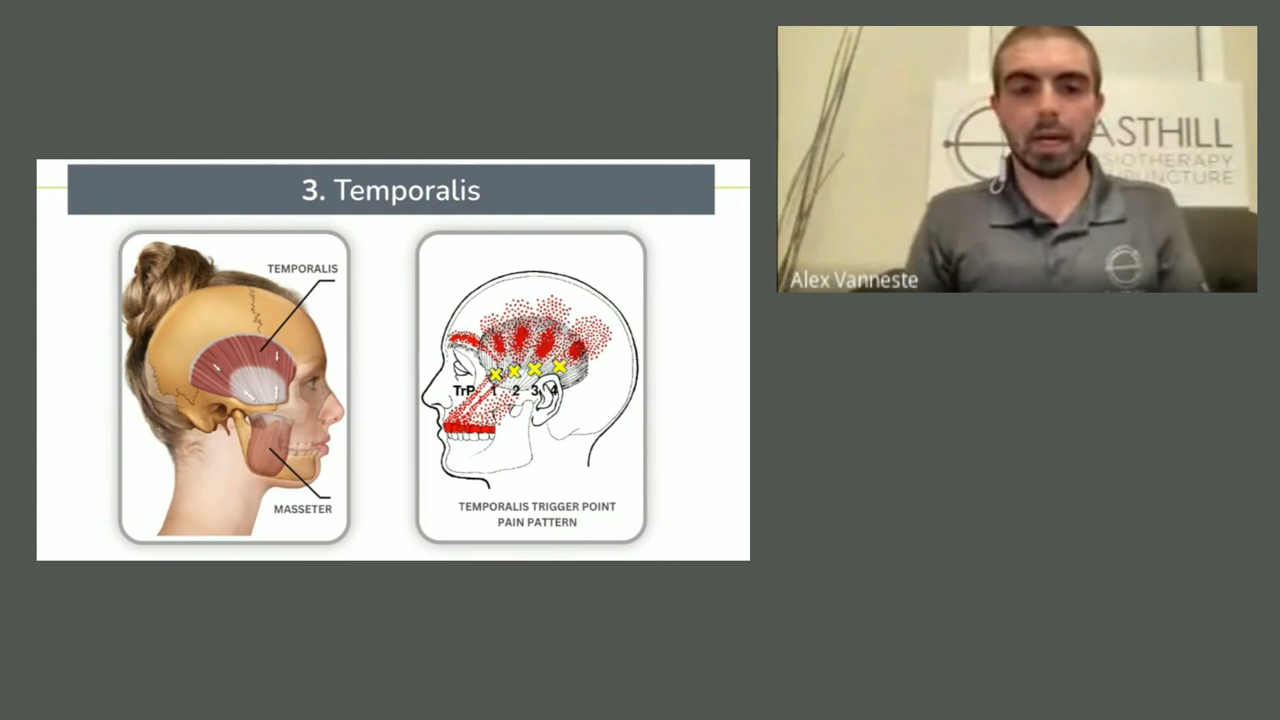 3. Temporalis
TEMPORALIS
MASSETER
TrP 1 2 3 4
TEMPORALIS TRIGGER POINT
PAIN PATTERN
ASTHILL
SIOTHERAPY
UPUNCTURE
Alex Vanneste